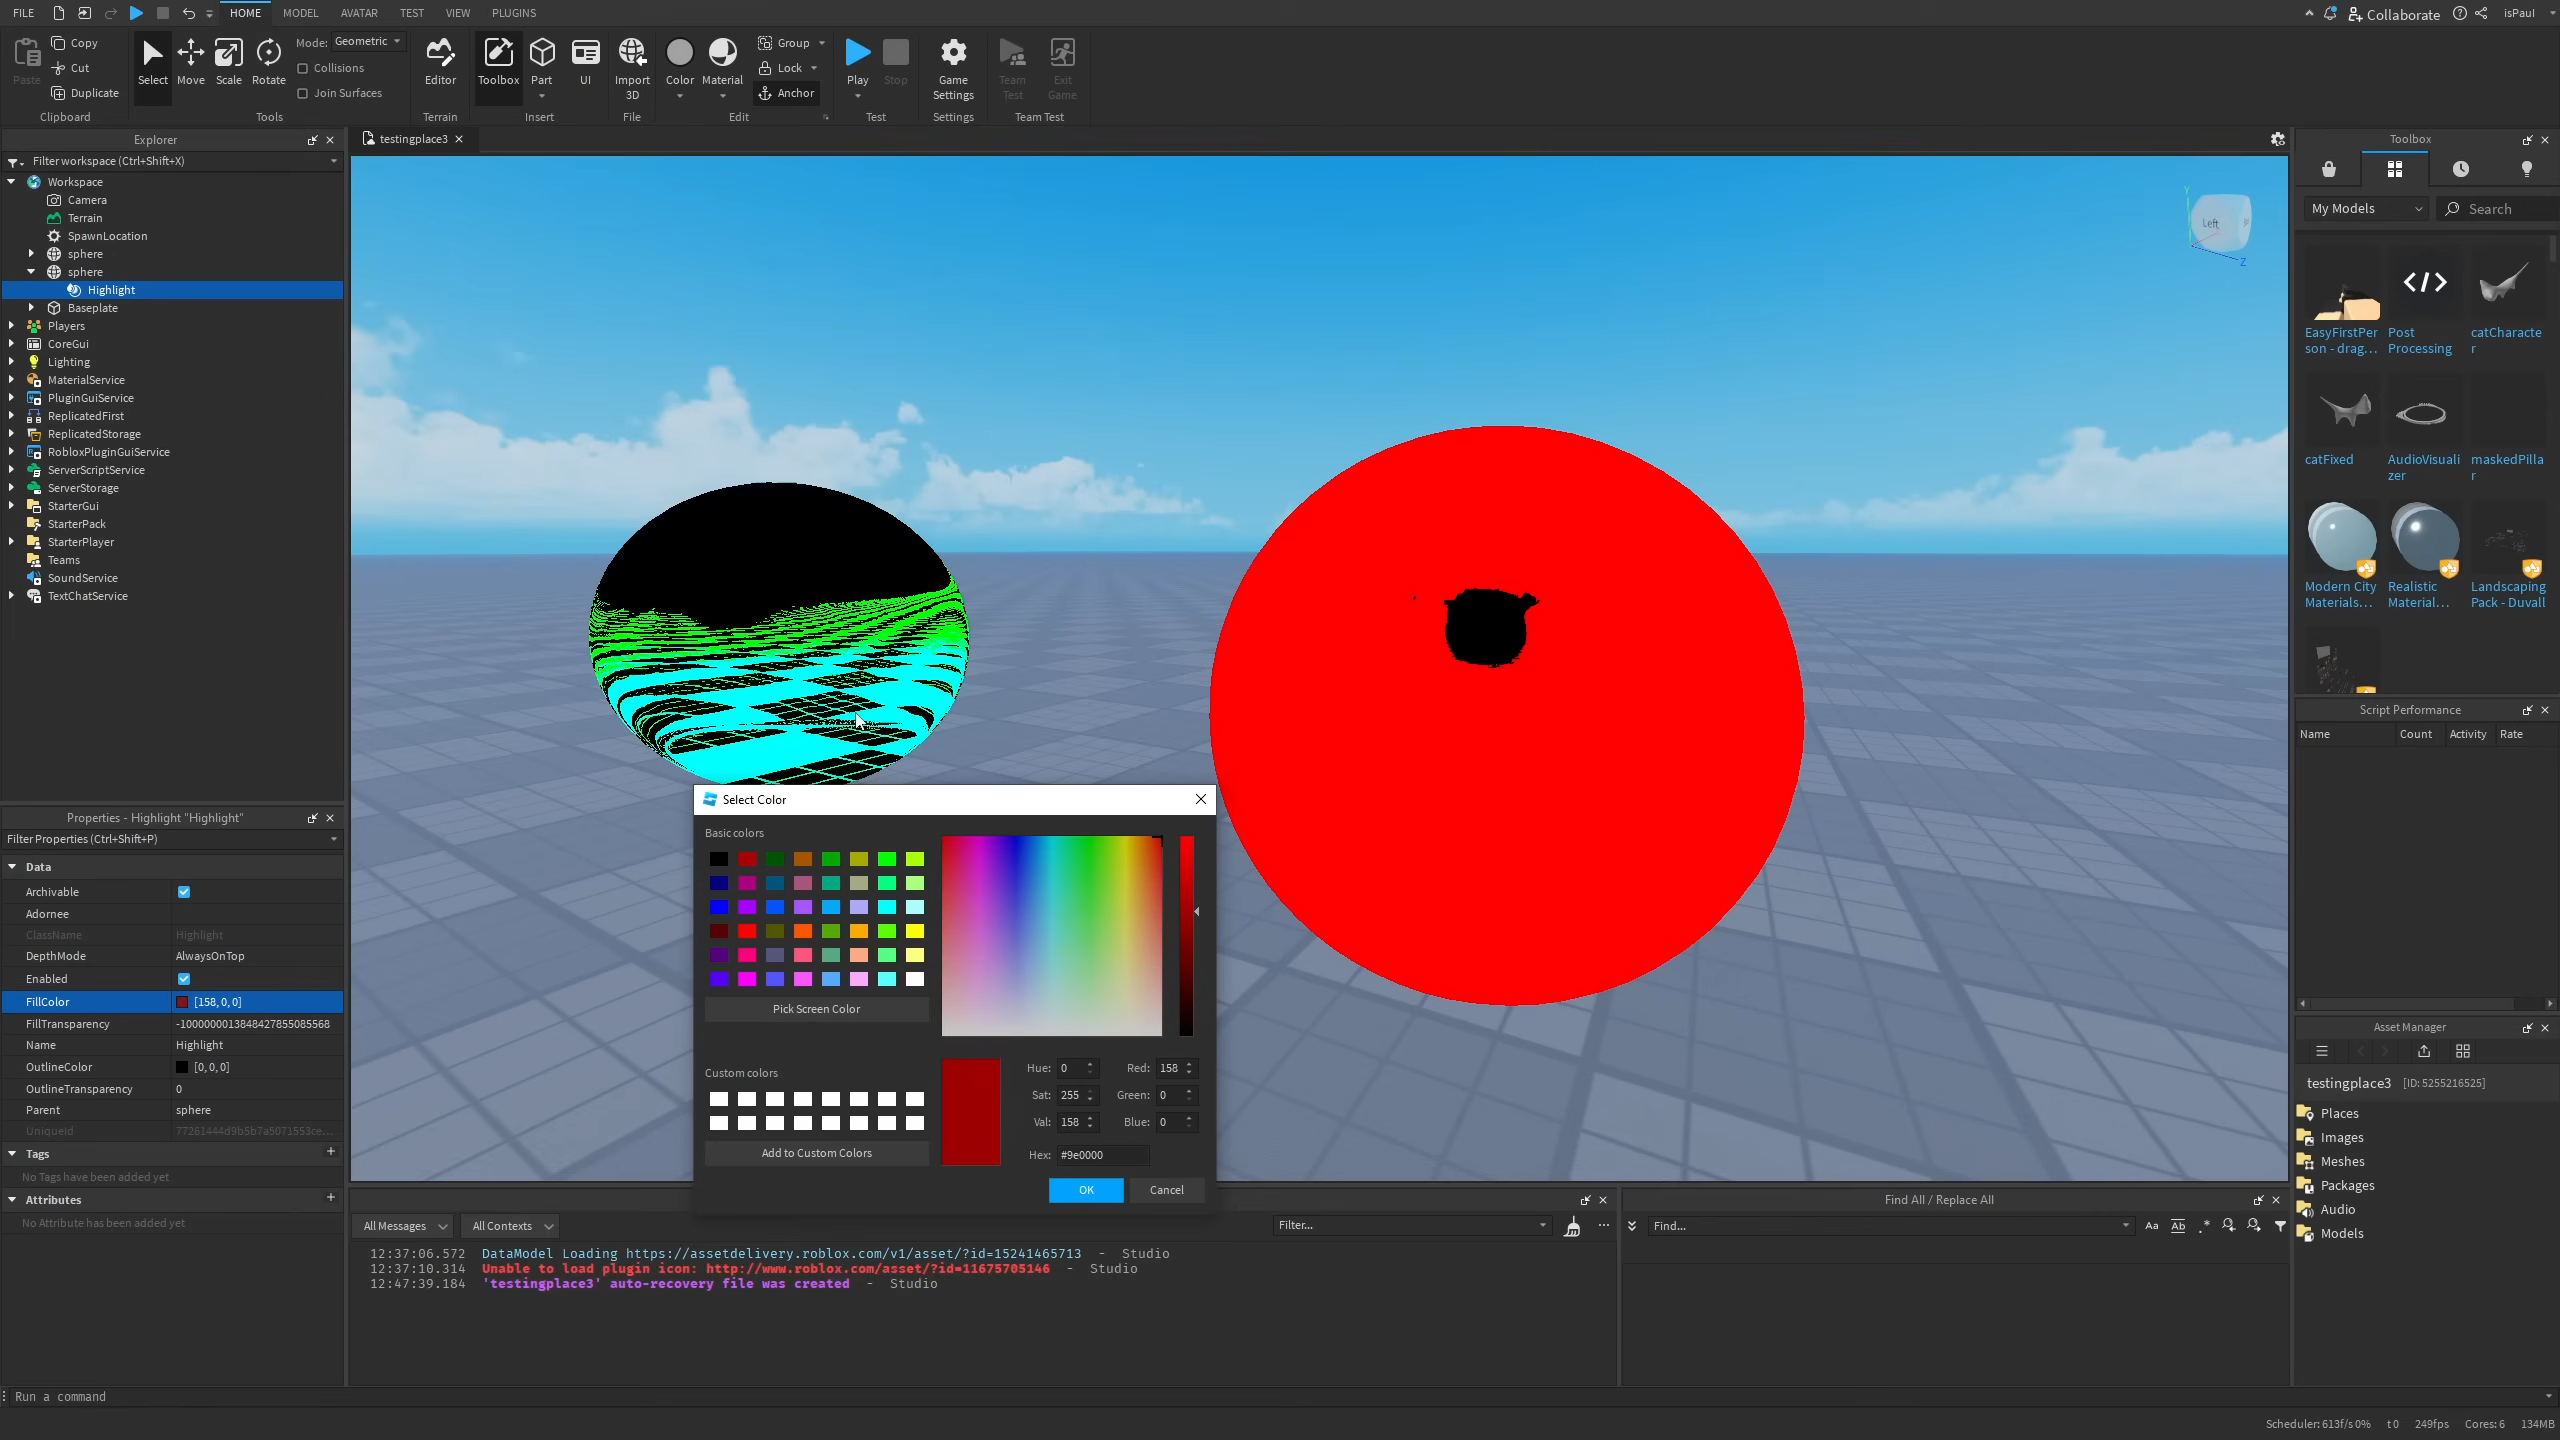 FILE HOME MODEL AVATAR TEST VIEW PLUGINS Collaborate isPaul
Paste
Copy
Cut
Duplicate
Clipboard
Select Move Scale Rotate
Mode: Geometric
Collisions
Join Surfaces
Tools
Editor
Terrain
Toolbox Part UI
Insert
Import
3D
File
Color Material
Group
Lock
Anchor
Edit
Play Stop
Test
Game
Settings
Settings
Team
Test
Exit
Game
Team Test
Explorer
Filter workspace (Ctrl+Shift+X)
Workspace
Camera
Terrain
SpawnLocation
sphere
sphere
Highlight
Baseplate
Players
CoreGui
Lighting
MaterialService
PluginGuiService
ReplicatedFirst
ReplicatedStorage
RobloxPluginGuiService
ServerScriptService
ServerStorage
StarterGui
StarterPack
StarterPlayer
Teams
SoundService
TextChatService
Properties - Highlight "Highlight"
Filter Properties (Ctrl+Shift+P)
Data
Archivable
Adornee
ClassName Highlight
DepthMode AlwaysOnTop
Enabled
FillColor [158, 0, 0]
FillTransparency -1000000013848427855085568
Name Highlight
OutlineColor [0, 0, 0]
OutlineTransparency 0
Parent sphere
UniqueId 77261444d9b5b7a5071553ce...
Tags +
No Tags have been added yet
Attributes +
No Attribute has been added yet
testingplace3
Y
Left
Z
Select Color
Basic colors
Pick Screen Color
Custom colors
Add to Custom Colors
Hue: 0 Red: 158
Sat: 255 Green: 0
Val: 158 Blue: 0
Hex: #9e0000
OK Cancel
All Messages All Contexts Filter... ...
12:37:06.572 DataModel Loading https://assetdelivery.roblox.com/v1/asset/?id=15241465713 - Studio
12:37:10.314 Unable to load plugin icon: http://www.roblox.com/asset/?id=11675705146 - Studio
12:47:39.184 'testingplace3' auto-recovery file was created - Studio
Find All / Replace All
Find... Aa Ab .*
Toolbox
My Models Search
EasyFirstPer
son - drag...
Post
Processing
catCharacte
r
catFixed
AudioVisuali
zer
maskedPilla
r
Modern City
Materials...
Realistic
Material...
Landscaping
Pack - Duvall
Script Performance
Name Count Activity Rate
Asset Manager
testingplace3 [ID: 5255216525]
Places
Images
Meshes
Packages
Audio
Models
Run a command
Scheduler: 613f/s 0% t 0 249fps Cores: 6 134MB